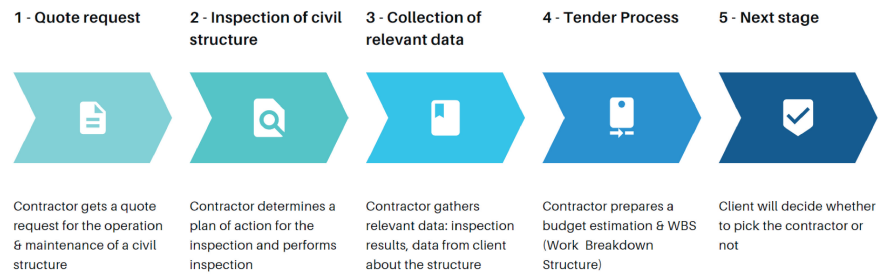 1 - Quote request
2 - Inspection of civil
structure
3 - Collection of
relevant data
4 - Tender Process
5 - Next stage
Contractor gets a quote
request for the operation
& maintenance of a civil
structure
Contractor determines a
plan of action for the
inspection and performs
inspection
Contractor gathers
relevant data: inspection
results, data from client
about the structure
Contractor prepares a
budget estimation & WBS
(Work Breakdown
Structure)
Client will decide whether
to pick the contractor or
not